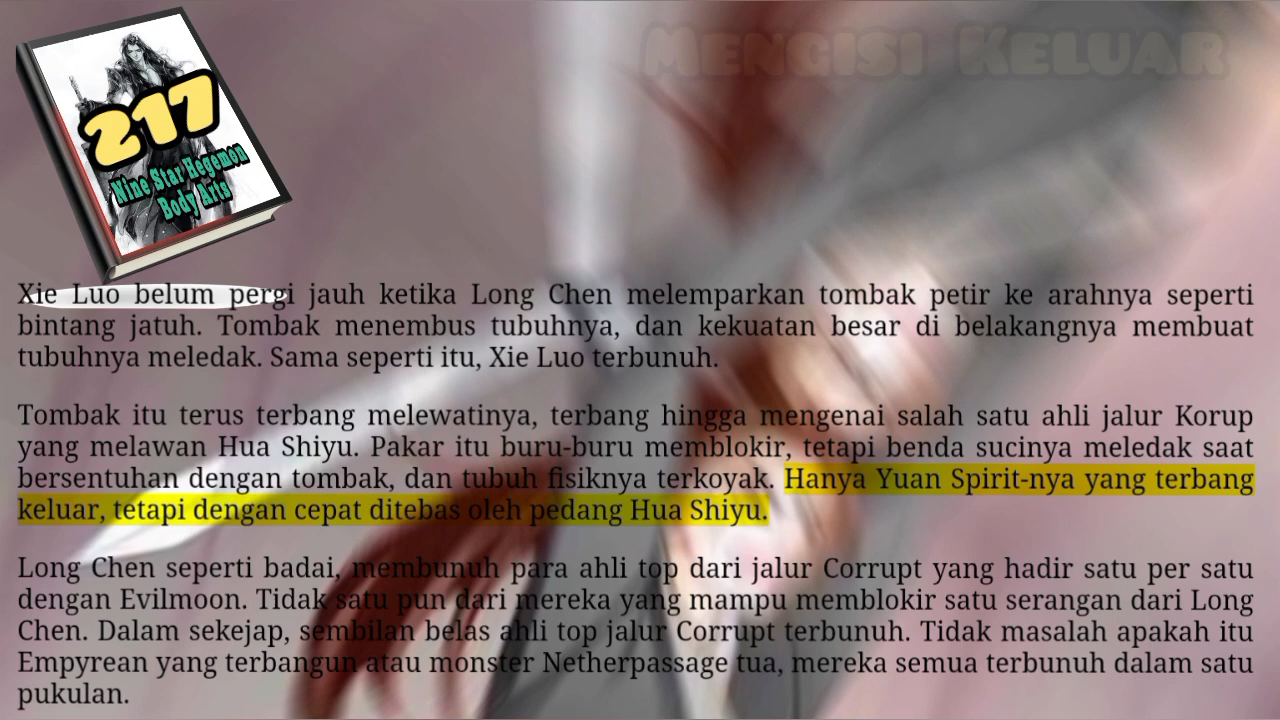 MENGISI KELUAR
217
Nine Star Hegemon
Body Arts
Xie Luo belum pergi jauh ketika Long Chen melemparkan tombak petir ke arahnya seperti
bintang jatuh. Tombak menembus tubuhnya, dan kekuatan besar di belakangnya membuat
tubuhnya meledak. Sama seperti itu, Xie Luo terbunuh.
Tombak itu terus terbang melewatinya, terbang hingga mengenai salah satu ahli jalur Korup
yang melawan Hua Shiyu. Pakar itu buru-buru memblokir, tetapi benda sucinya meledak saat
bersentuhan dengan tombak, dan tubuh fisiknya terkoyak. Hanya Yuan Spirit-nya yang terbang
keluar, tetapi dengan cepat ditebas oleh pedang Hua Shiyu.
Long Chen seperti badai, membunuh para ahli top dari jalur Corrupt yang hadir satu per satu
dengan Evilmoon. Tidak satu pun dari mereka yang mampu memblokir satu serangan dari Long
Chen. Dalam sekejap, sembilan belas ahli top jalur Corrupt terbunuh. Tidak masalah apakah itu
Empyrean yang terbangun atau monster Netherpassage tua, mereka semua terbunuh dalam satu
pukulan.